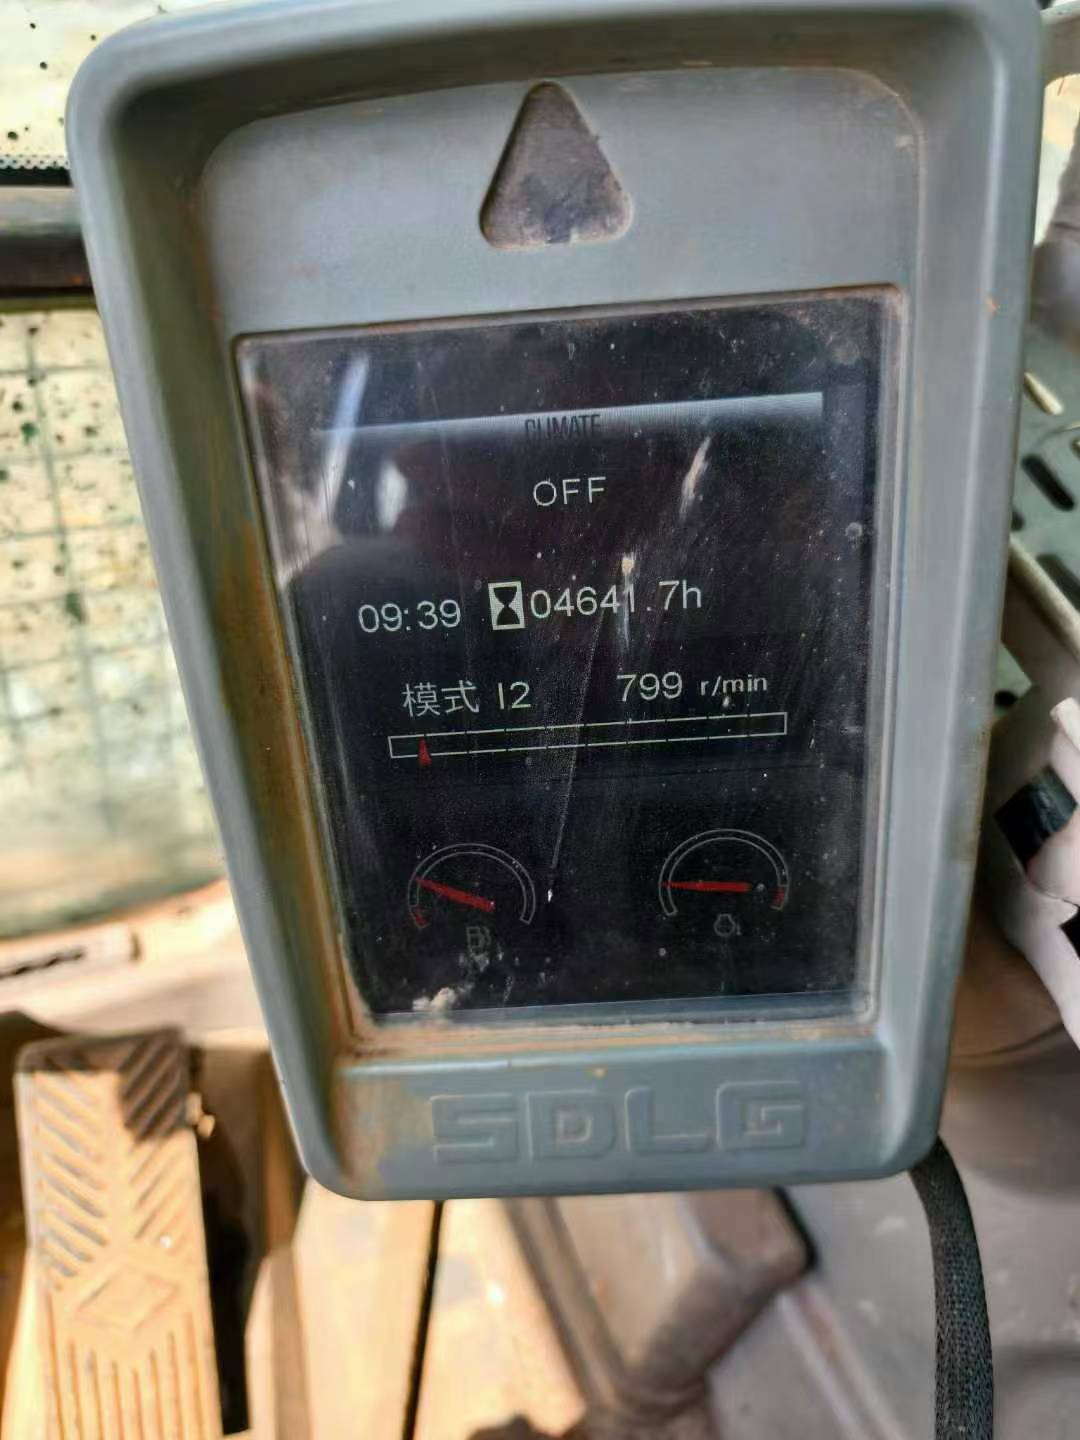 CLIMATE
OFF
09:39 04641.7h
模式 I2 799 r/min
SDLG